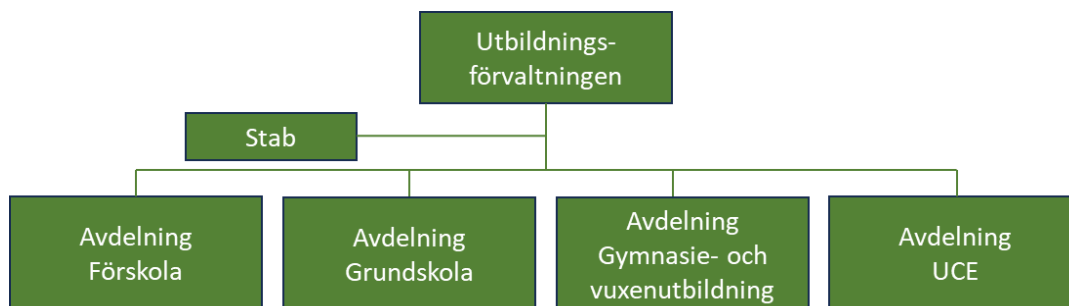 Utbildnings-
förvaltningen
Stab
Avdelning
Förskola
Avdelning
Grundskola
Avdelning
Gymnasie- och
vuxenutbildning
Avdelning
UCE